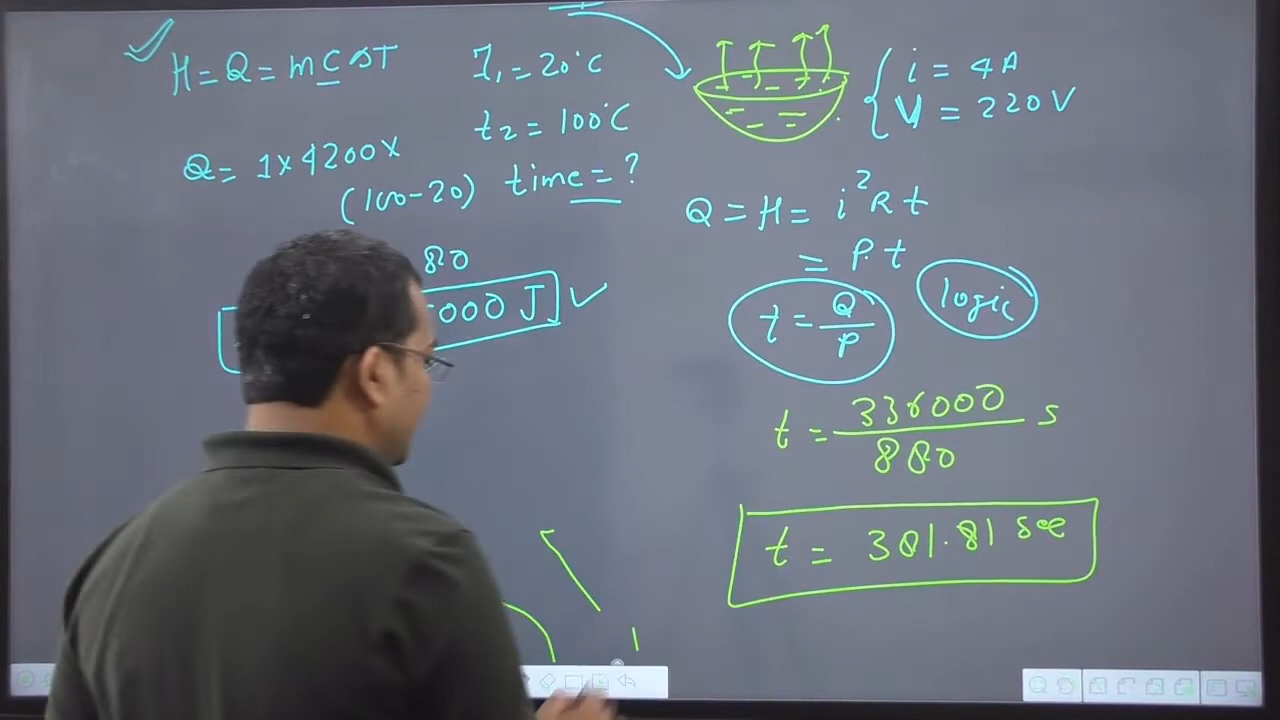 H = Q = mCΔT
T₁ = 20°C
t₂ = 100°C
Q = 1 × 4200 ×
(100-20)
time = ?
80
000 J
i = 4A
V = 220V
Q = H = i²Rt
= P.t
t = Q/P
logic
t = 336000/880 s
t = 381.81 sec